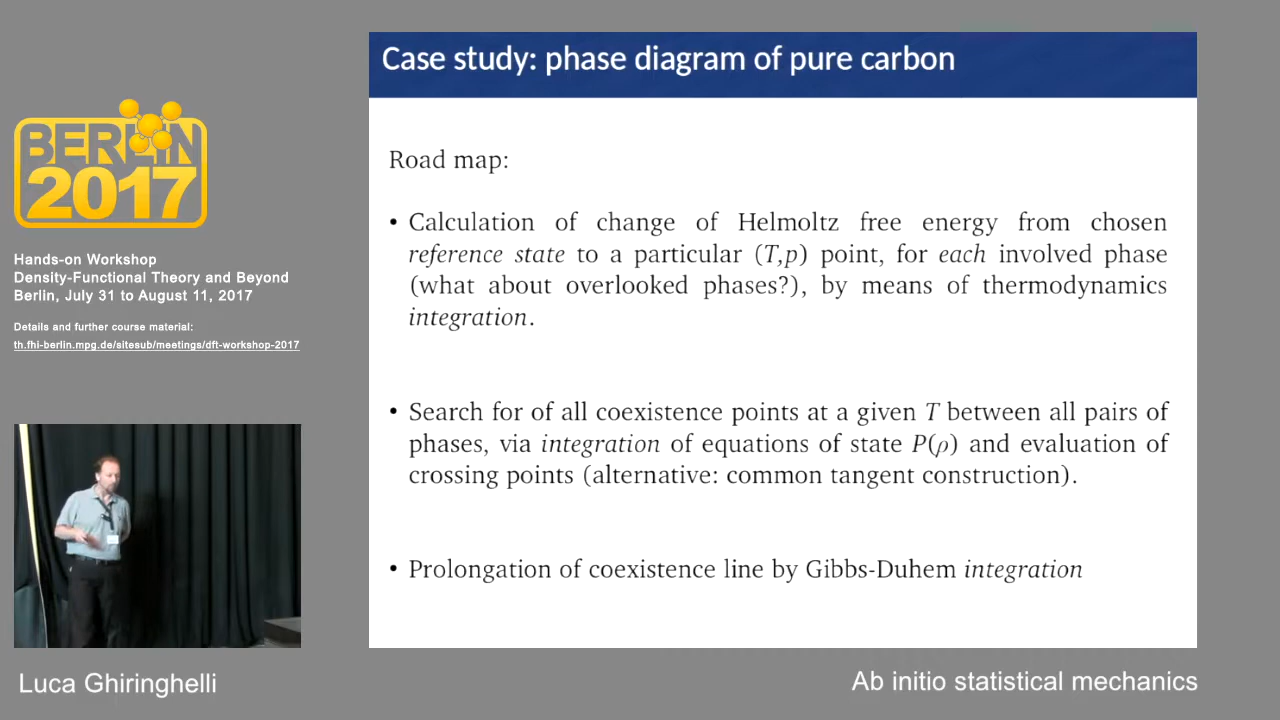 Case study: phase diagram of pure carbon
BERLIN
2017
Hands-on Workshop
Density-Functional Theory and Beyond
Berlin, July 31 to August 11, 2017
Details and further course material:
th.fhi-berlin.mpg.de/sitesub/meetings/dft-workshop-2017
Road map:
• Calculation of change of Helmoltz free energy from chosen
reference state to a particular (T,p) point, for each involved phase
(what about overlooked phases?), by means of thermodynamics
integration.
• Search for of all coexistence points at a given T between all pairs of
phases, via integration of equations of state P(ρ) and evaluation of
crossing points (alternative: common tangent construction).
• Prolongation of coexistence line by Gibbs-Duhem integration
Luca Ghiringhelli
Ab initio statistical mechanics